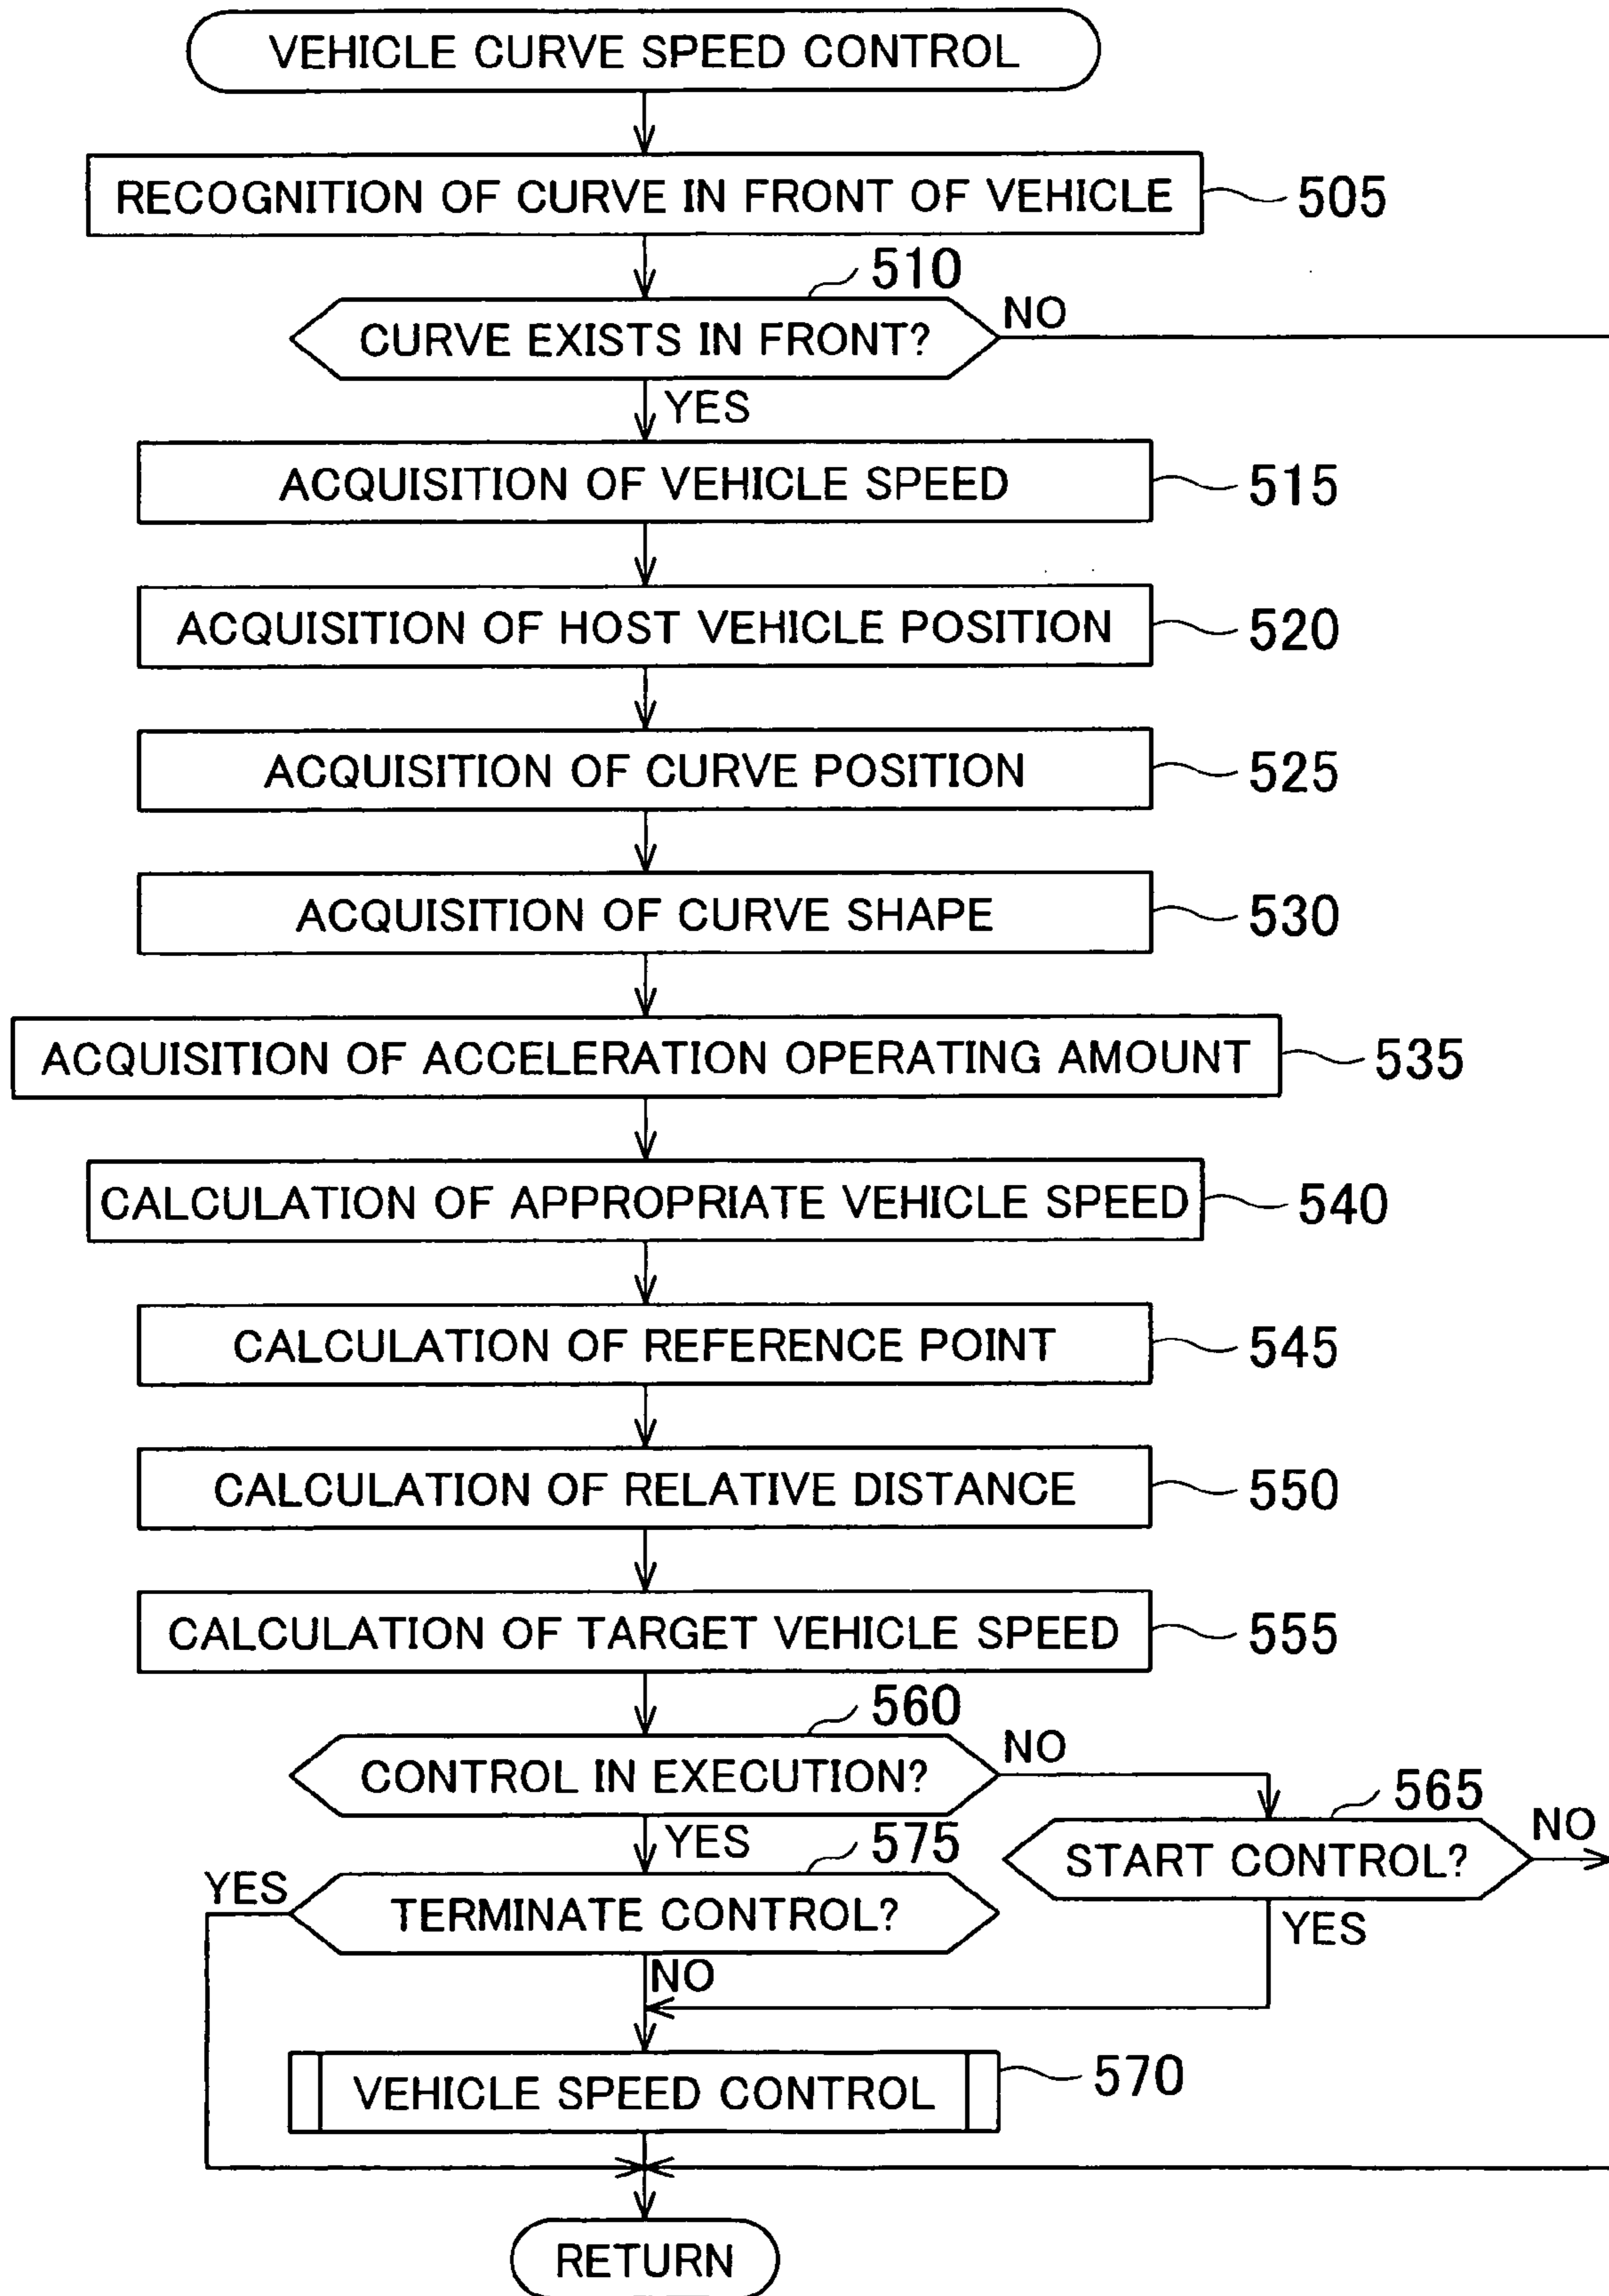 VEHICLE CURVE SPEED CONTROL
RECOGNITION OF CURVE IN FRONT OF VEHICLE
505
510
CURVE EXISTS IN FRONT?
NO
YES
ACQUISITION OF VEHICLE SPEED
515
ACQUISITION OF HOST VEHICLE POSITION
520
ACQUISITION OF CURVE POSITION
525
ACQUISITION OF CURVE SHAPE
530
ACQUISITION OF ACCELERATION OPERATING AMOUNT
535
CALCULATION OF APPROPRIATE VEHICLE SPEED
540
CALCULATION OF REFERENCE POINT
545
CALCULATION OF RELATIVE DISTANCE
550
CALCULATION OF TARGET VEHICLE SPEED
555
560
CONTROL IN EXECUTION?
NO
565
START CONTROL?
NO
YES
YES
575
TERMINATE CONTROL?
YES
NO
VEHICLE SPEED CONTROL
570
RETURN